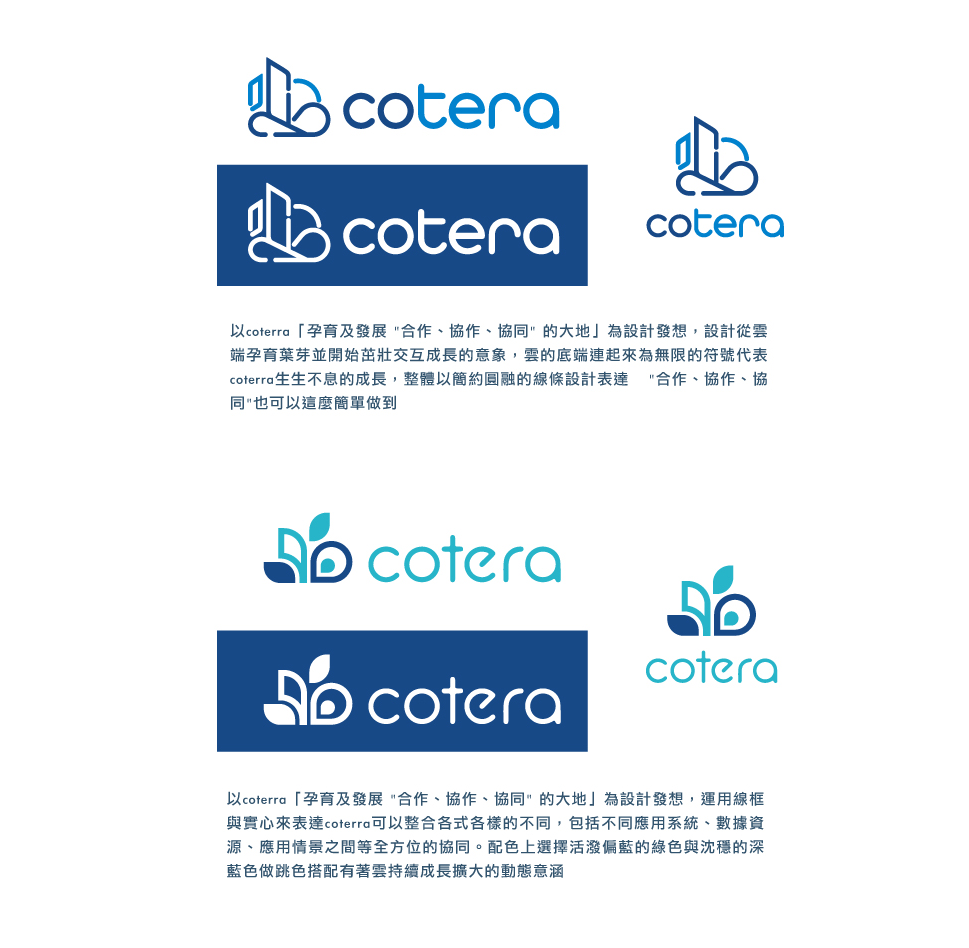 cotera
cotera
cotera
以coterra「孕育及發展 "合作、協作、協同" 的大地」為設計發想，設計從雲
端孕育葉芽並開始茁壯交互成長的意象，雲的底端連起來為無限的符號代表
coterra生生不息的成長，整體以簡約圓融的線條設計表達 "合作、協作、協
同"也可以這麼簡單做到
cotera
cotera
cotera
以coterra「孕育及發展 "合作、協作、協同" 的大地」為設計發想，運用線框
與實心來表達coterra可以整合各式各樣的不同，包括不同應用系統、數據資
源、應用情景之間等全方位的協同。配色上選擇活潑偏藍的綠色與沈穩的深
藍色做跳色搭配有著雲持續成長擴大的動態意涵